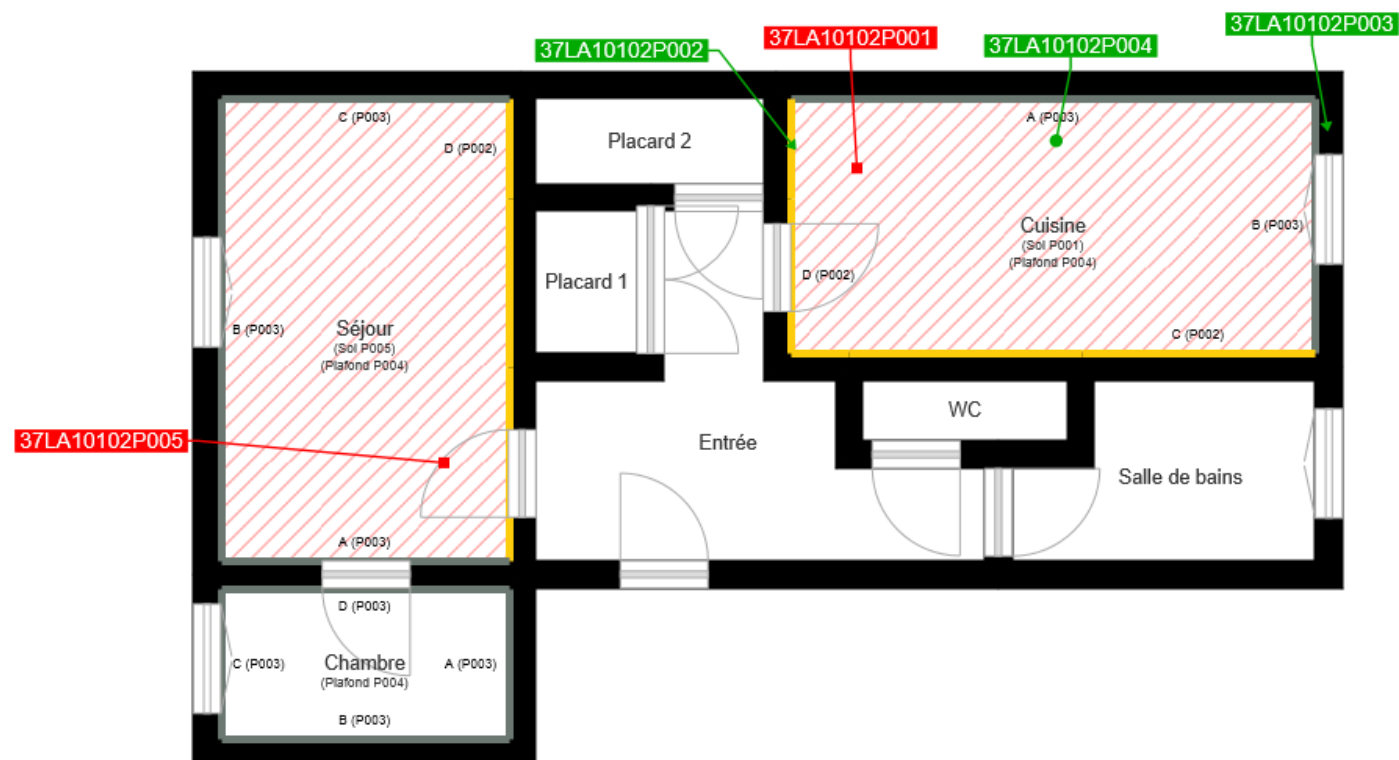 37LA10102P003
37LA10102P001
37LA10102P004
37LA10102P002
C (P003)
D (P002)
B (P003)
Séjour
(Sol P005)
(Plafond P004)
A (P003)
37LA10102P005
Placard 2
Placard 1
A (P003)
Cuisine
(Sol P001)
(Plafond P004)
B (P003)
D (P002)
C (P002)
Entrée
WC
Salle de bains
D (P003)
C (P003)
Chambre
(Plafond P004)
A (P003)
B (P003)